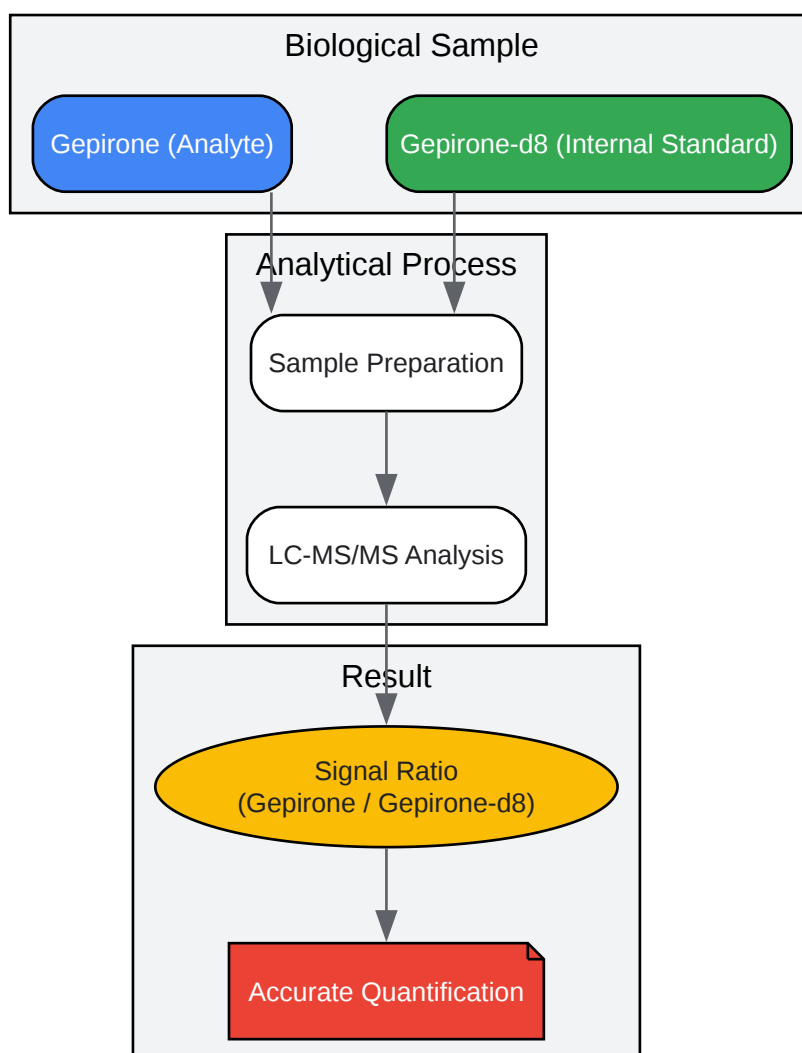 Biological Sample
Gepirone (Analyte)
Gepirone-d8 (Internal Standard)
Analytical Process
Sample Preparation
LC-MS/MS Analysis
Result
Signal Ratio
(Gepirone / Gepirone-d8)
Accurate Quantification